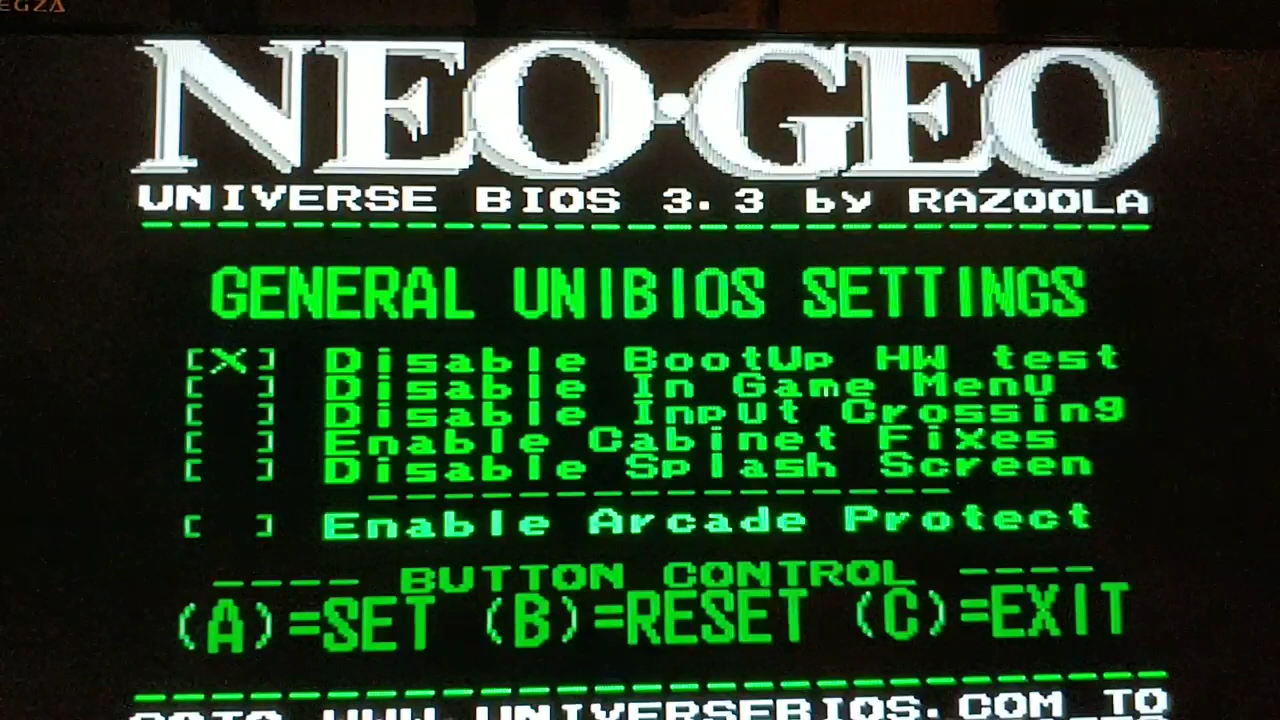 EGZA
NEO·GEO
UNIVERSE BIOS 3.3 by RAZOOLA
GENERAL UNIBIOS SETTINGS
[X] Disable BootUp HW test
[ ] Disable In Game Menu
[ ] Disable Input Crossing
[ ] Enable Cabinet Fixes
[ ] Disable Splash Screen
[ ] Enable Arcade Protect
---- BUTTON CONTROL ----
(A)=SET (B)=RESET (C)=EXIT
GOTO WWW.UNIVERSEBIOS.COM TO